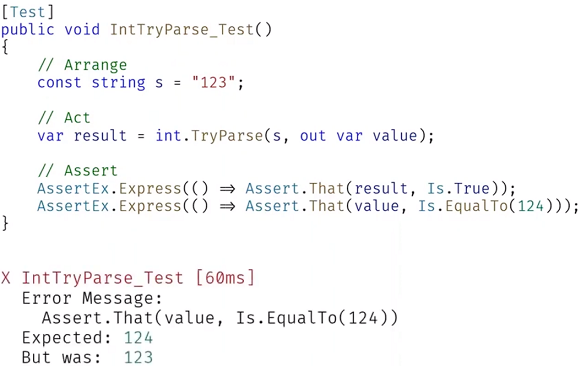 [Test]
public void IntTryParse_Test()
{
    // Arrange
    const string s = "123";
    // Act
    var result = int.TryParse(s, out var value);
    // Assert
    AssertEx.Express(() => Assert.That(result, Is.True));
    AssertEx.Express(() => Assert.That(value, Is.EqualTo(124)));
}
X IntTryParse_Test [60ms]
  Error Message:
    Assert.That(value, Is.EqualTo(124))
  Expected: 124
  But was:  123